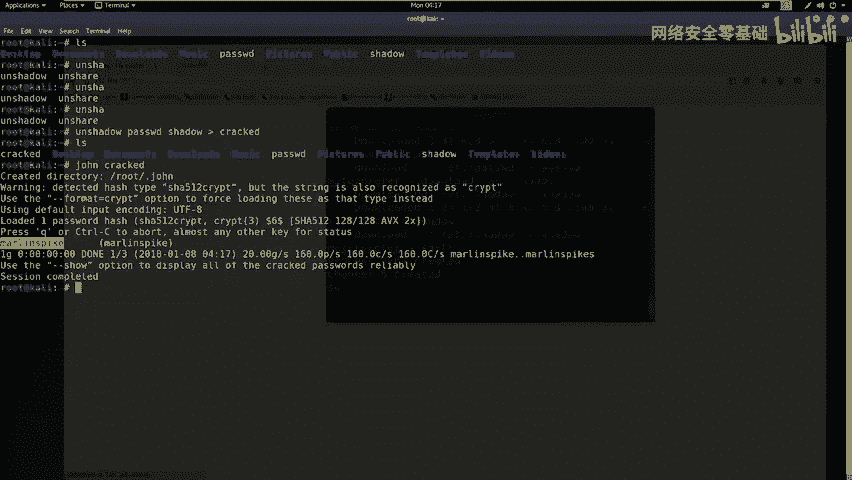 Applications Places Terminal Mon 04:17
root@kali: ~
File Edit View Search Terminal Help
网络安全零基础 bilibili
root@kali:~# ls
Desktop Documents Downloads Music passwd Pictures Public shadow Templates Videos
root@kali:~# unsha
unshadow unshare
root@kali:~# unsha
unshadow unshare
root@kali:~# unsha
unshadow unshare
root@kali:~# unshadow passwd shadow > cracked
root@kali:~# ls
cracked Desktop Documents Downloads Music passwd Pictures Public shadow Templates Videos
root@kali:~# john cracked
Created directory: /root/.john
Warning: detected hash type "sha512crypt", but the string is also recognized as "crypt"
Use the "--format=crypt" option to force loading these as that type instead
Using default input encoding: UTF-8
Loaded 1 password hash (sha512crypt, crypt(3) $6$ [SHA512 128/128 AVX 2x])
Press 'q' or Ctrl-C to abort, almost any other key for status
marlinspike (marlinspike)
1g 0:00:00:00 DONE 1/3 (2018-01-08 04:17) 20.00g/s 160.0p/s 160.0c/s 160.0C/s marlinspike..marlinspikes
Use the "--show" option to display all of the cracked passwords reliably
Session completed
root@kali:~#